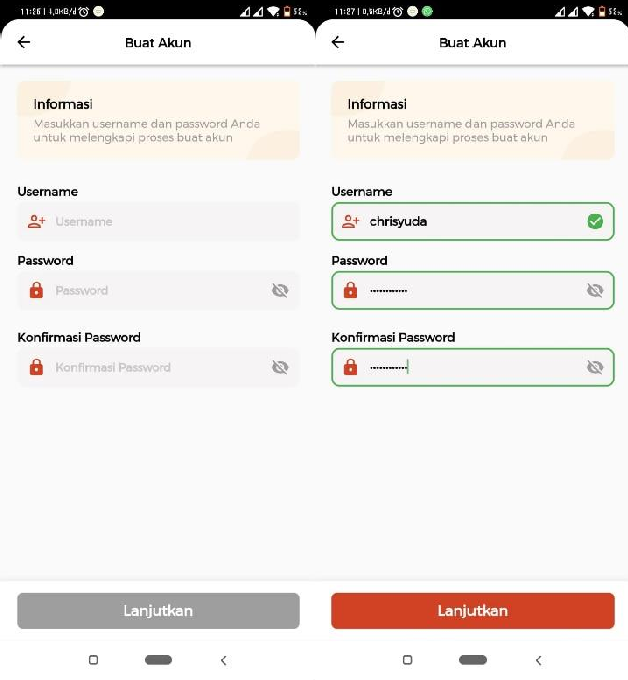 11:26 | 4,0KB/d
Buat Akun
Informasi
Masukkan username dan password Anda
untuk melengkapi proses buat akun
Username
Username
Password
Password
Konfirmasi Password
Konfirmasi Password
Lanjutkan
11:27 | 0,9KB/d
Buat Akun
Informasi
Masukkan username dan password Anda
untuk melengkapi proses buat akun
Username
chrisyuda
Password
Konfirmasi Password
Lanjutkan